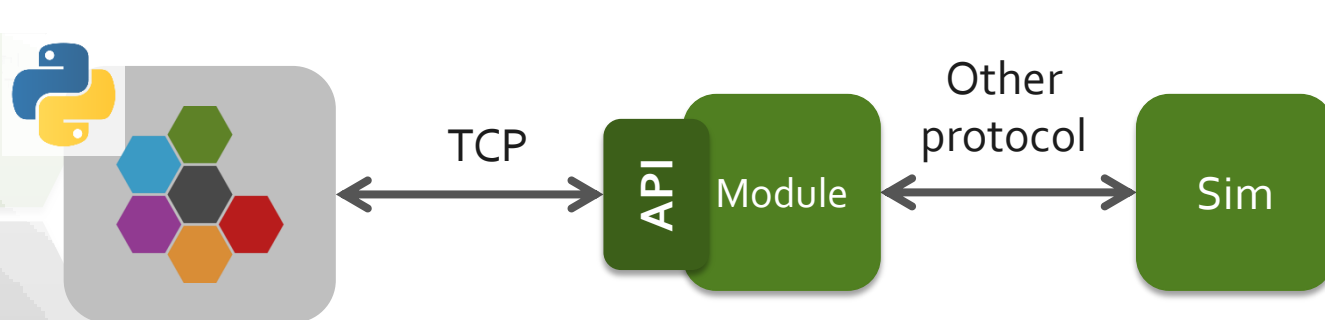 TCP
API
Module
Other
protocol
Sim